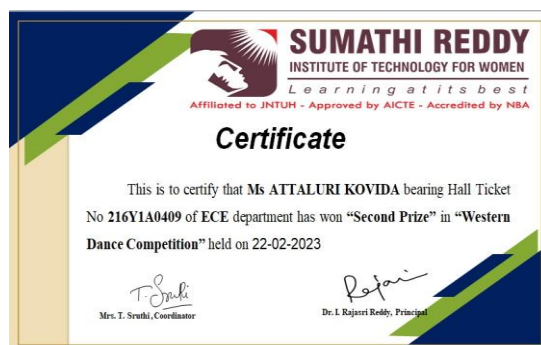 SUMATHI REDDY
INSTITUTE OF TECHNOLOGY FOR WOMEN
Learning at its best
Affiliated to JNTUH - Approved by AICTE - Accredited by NBA
Certificate
This is to certify that Ms ATTALURI KOVIDA bearing Hall Ticket
No 216Y1A0409 of ECE department has won “Second Prize” in “Western
Dance Competition” held on 22-02-2023
T. Sruthi
Rajasri
Mrs. T. Sruthi, Coordinator
Dr. I. Rajasri Reddy, Principal